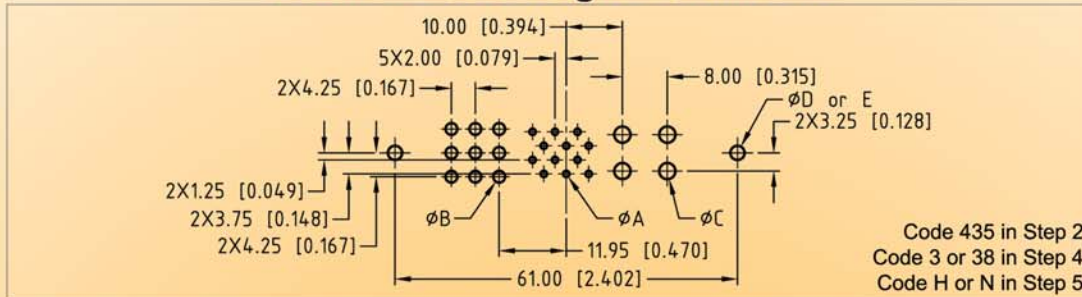 10.00 [0.394]
5X2.00 [0.079]
2X4.25 [0.167]
8.00 [0.315]
ØD or E
2X3.25 [0.128]
2X1.25 [0.049]
2X3.75 [0.148]
2X4.25 [0.167]
ØB
ØA
ØC
11.95 [0.470]
61.00 [2.402]
Code 435 in Step 2
Code 3 or 38 in Step 4
Code H or N in Step 5